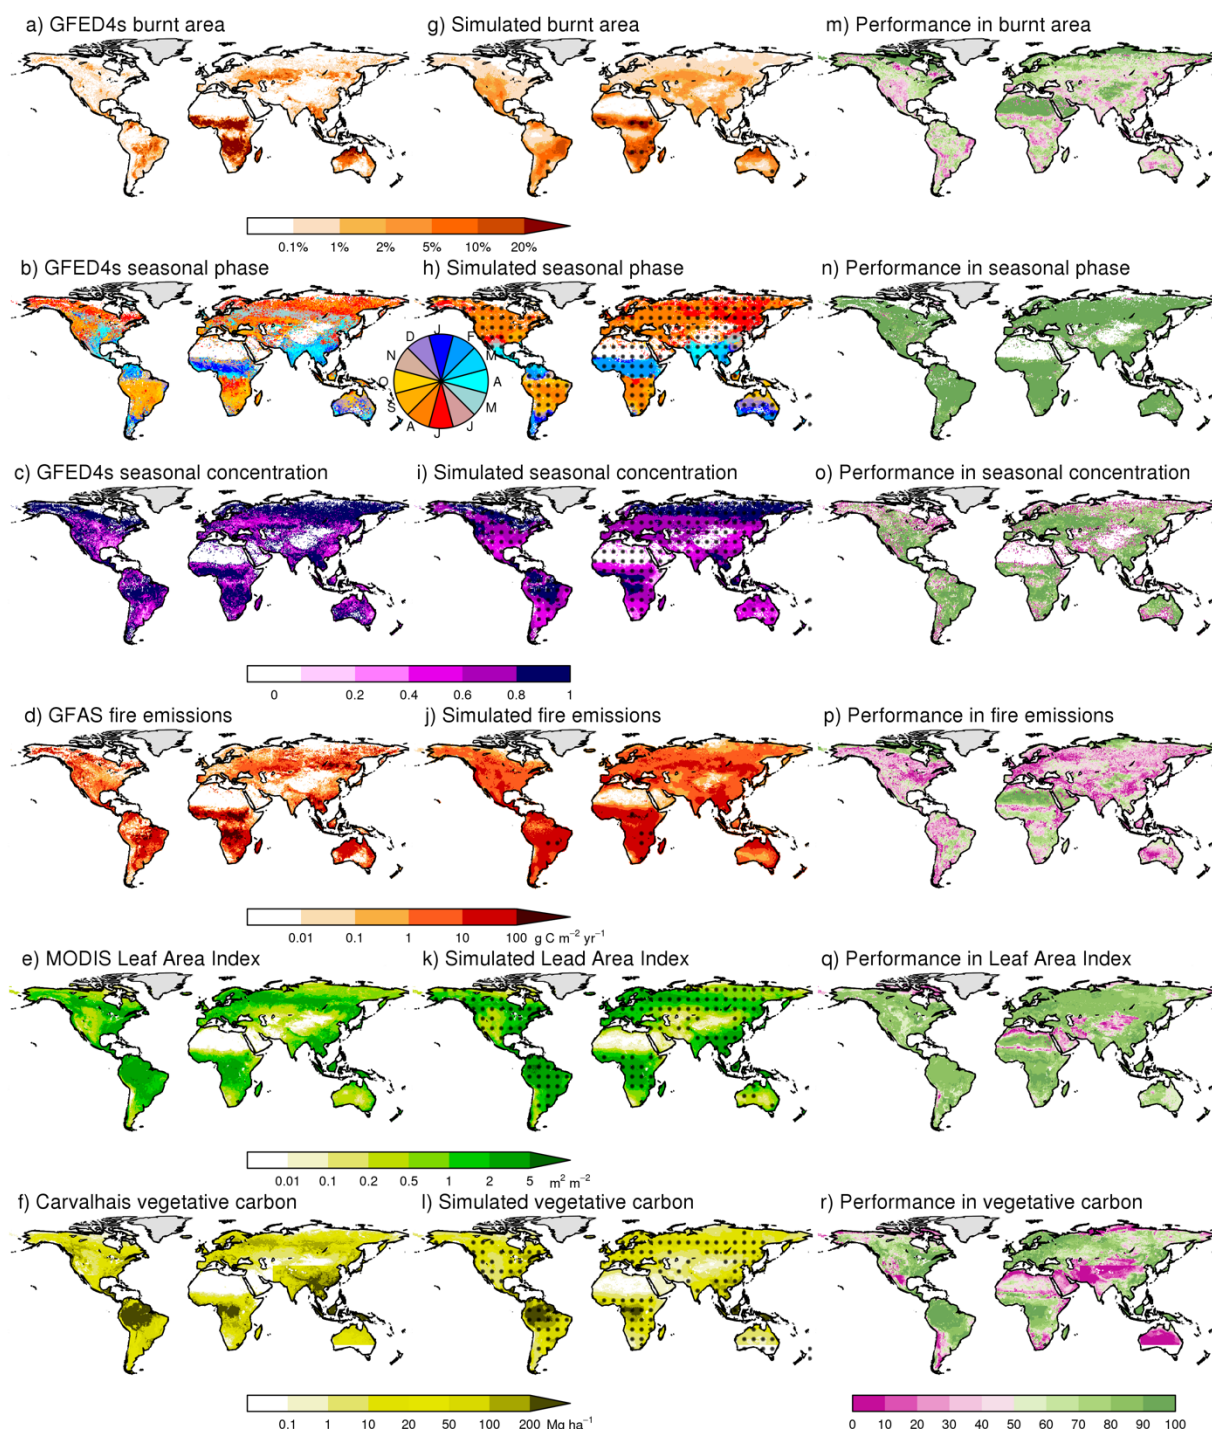 a) GFED4s burnt area
g) Simulated burnt area
m) Performance in burnt area
0.1% 1% 2% 5% 10% 20%
b) GFED4s seasonal phase
h) Simulated seasonal phase
n) Performance in seasonal phase
J
D F
N M
O A
S M
A J
J
c) GFED4s seasonal concentration
i) Simulated seasonal concentration
o) Performance in seasonal concentration
0 0.2 0.4 0.6 0.8 1
d) GFAS fire emissions
j) Simulated fire emissions
p) Performance in fire emissions
0.01 0.1 1 10 100 g C m⁻² yr⁻¹
e) MODIS Leaf Area Index
k) Simulated Lead Area Index
q) Performance in Leaf Area Index
0.01 0.1 0.2 0.5 1 2 5 m² m⁻²
f) Carvalhais vegetative carbon
l) Simulated vegetative carbon
r) Performance in vegetative carbon
0.1 1 10 20 50 100 200 Mg ha⁻¹
0 10 20 30 40 50 60 70 80 90 100